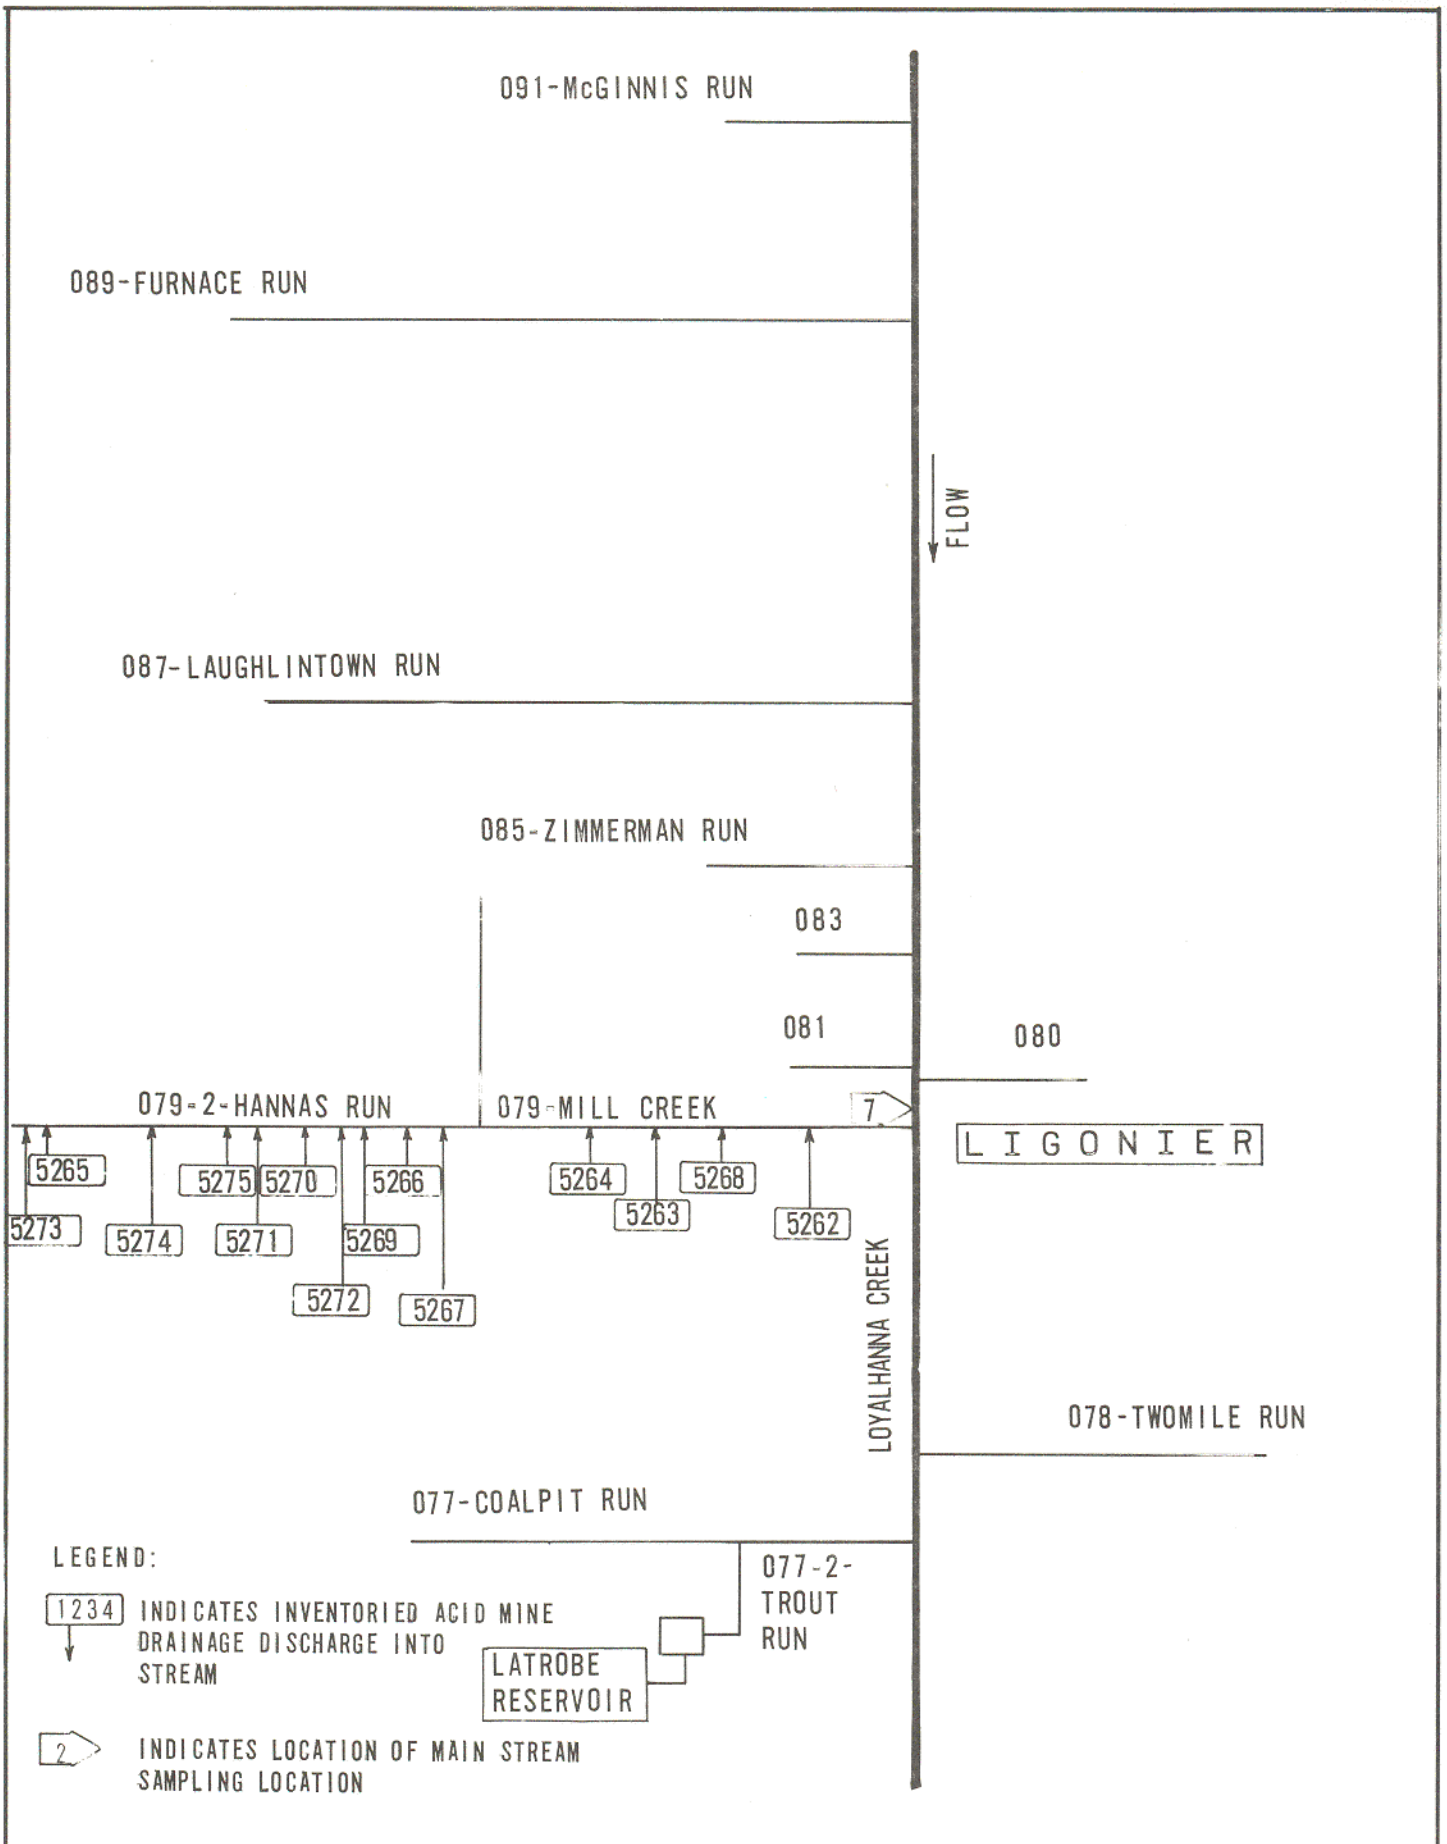 091-McGINNIS RUN
089-FURNACE RUN
FLOW
087-LAUGHLINTOWN RUN
085-ZIMMERMAN RUN
083
081
080
079-2-HANNAS RUN
079-MILL CREEK
7
LIGONIER
5265
5275
5270
5266
5264
5268
5273
5274
5271
5269
5263
5262
5272
5267
LOYALHANNA CREEK
078-TWOMILE RUN
077-COALPIT RUN
077-2-
TROUT
RUN
LATROBE
RESERVOIR
LEGEND:
1234 INDICATES INVENTORIED ACID MINE
DRAINAGE DISCHARGE INTO
STREAM
2 INDICATES LOCATION OF MAIN STREAM
SAMPLING LOCATION